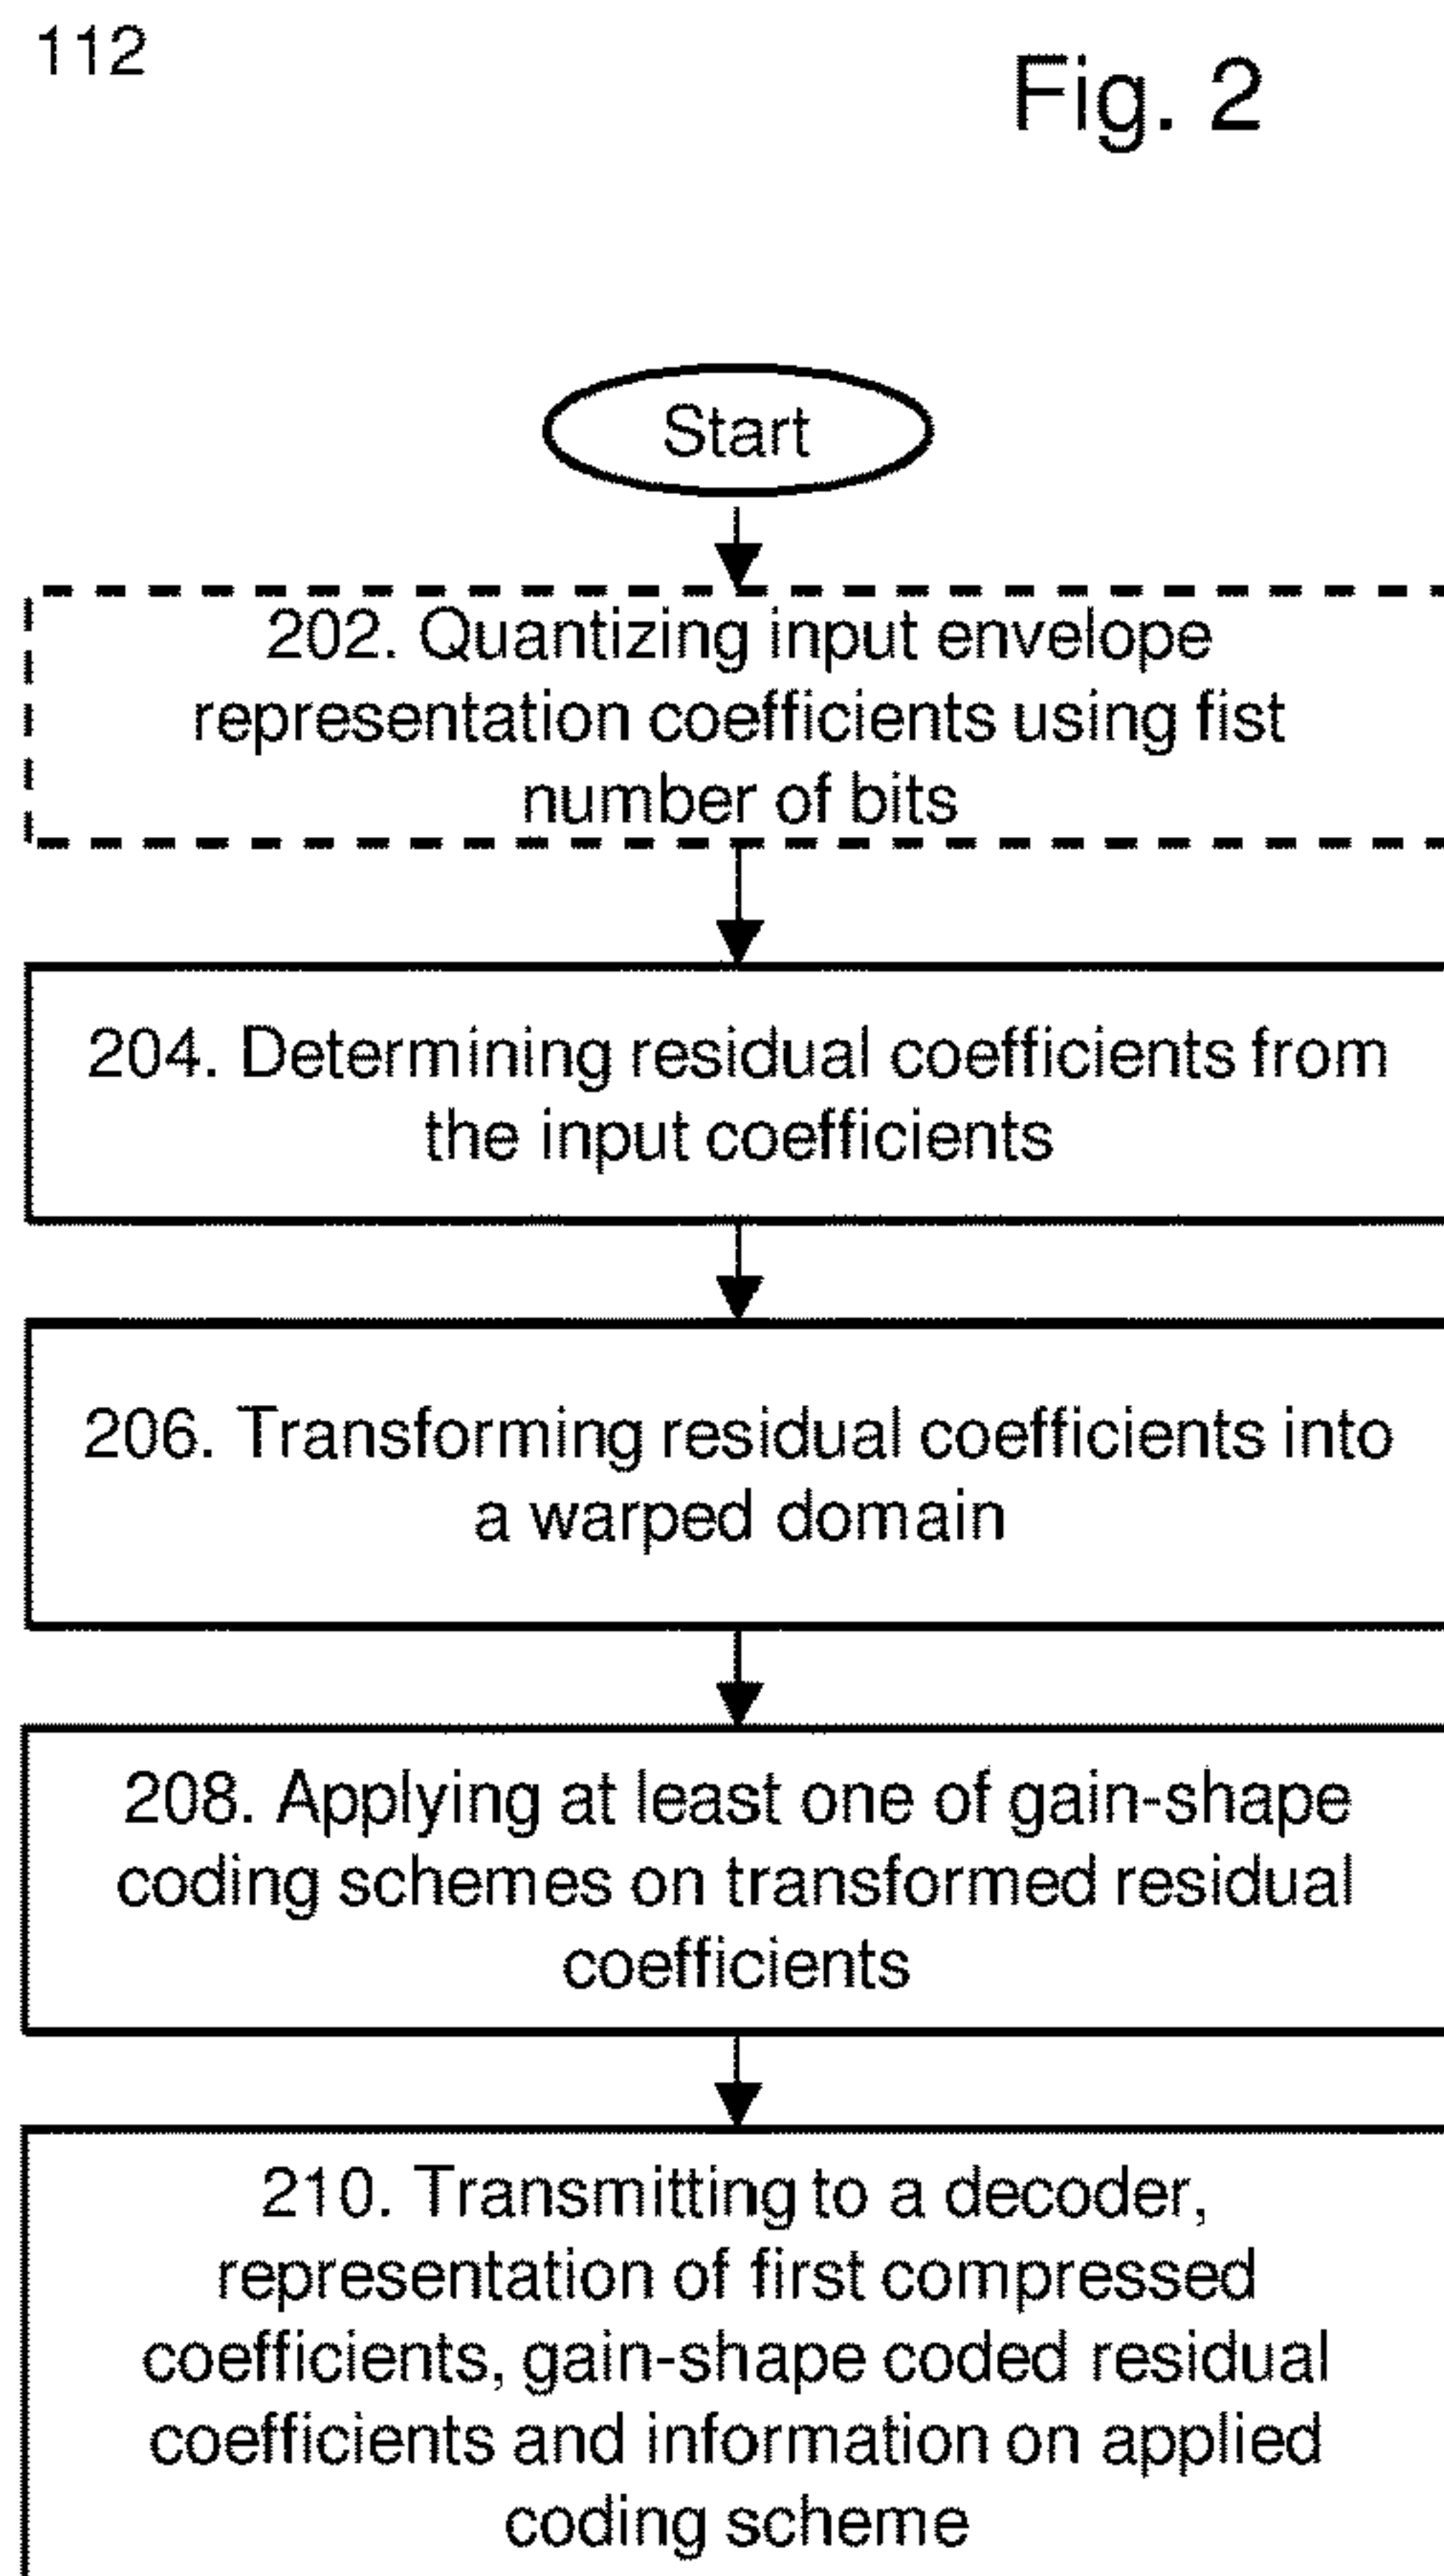 112
Fig. 2
Start
202. Quantizing input envelope
representation coefficients using fist
number of bits
204. Determining residual coefficients from
the input coefficients
206. Transforming residual coefficients into
a warped domain
208. Applying at least one of gain-shape
coding schemes on transformed residual
coefficients
210. Transmitting to a decoder,
representation of first compressed
coefficients, gain-shape coded residual
coefficients and information on applied
coding scheme